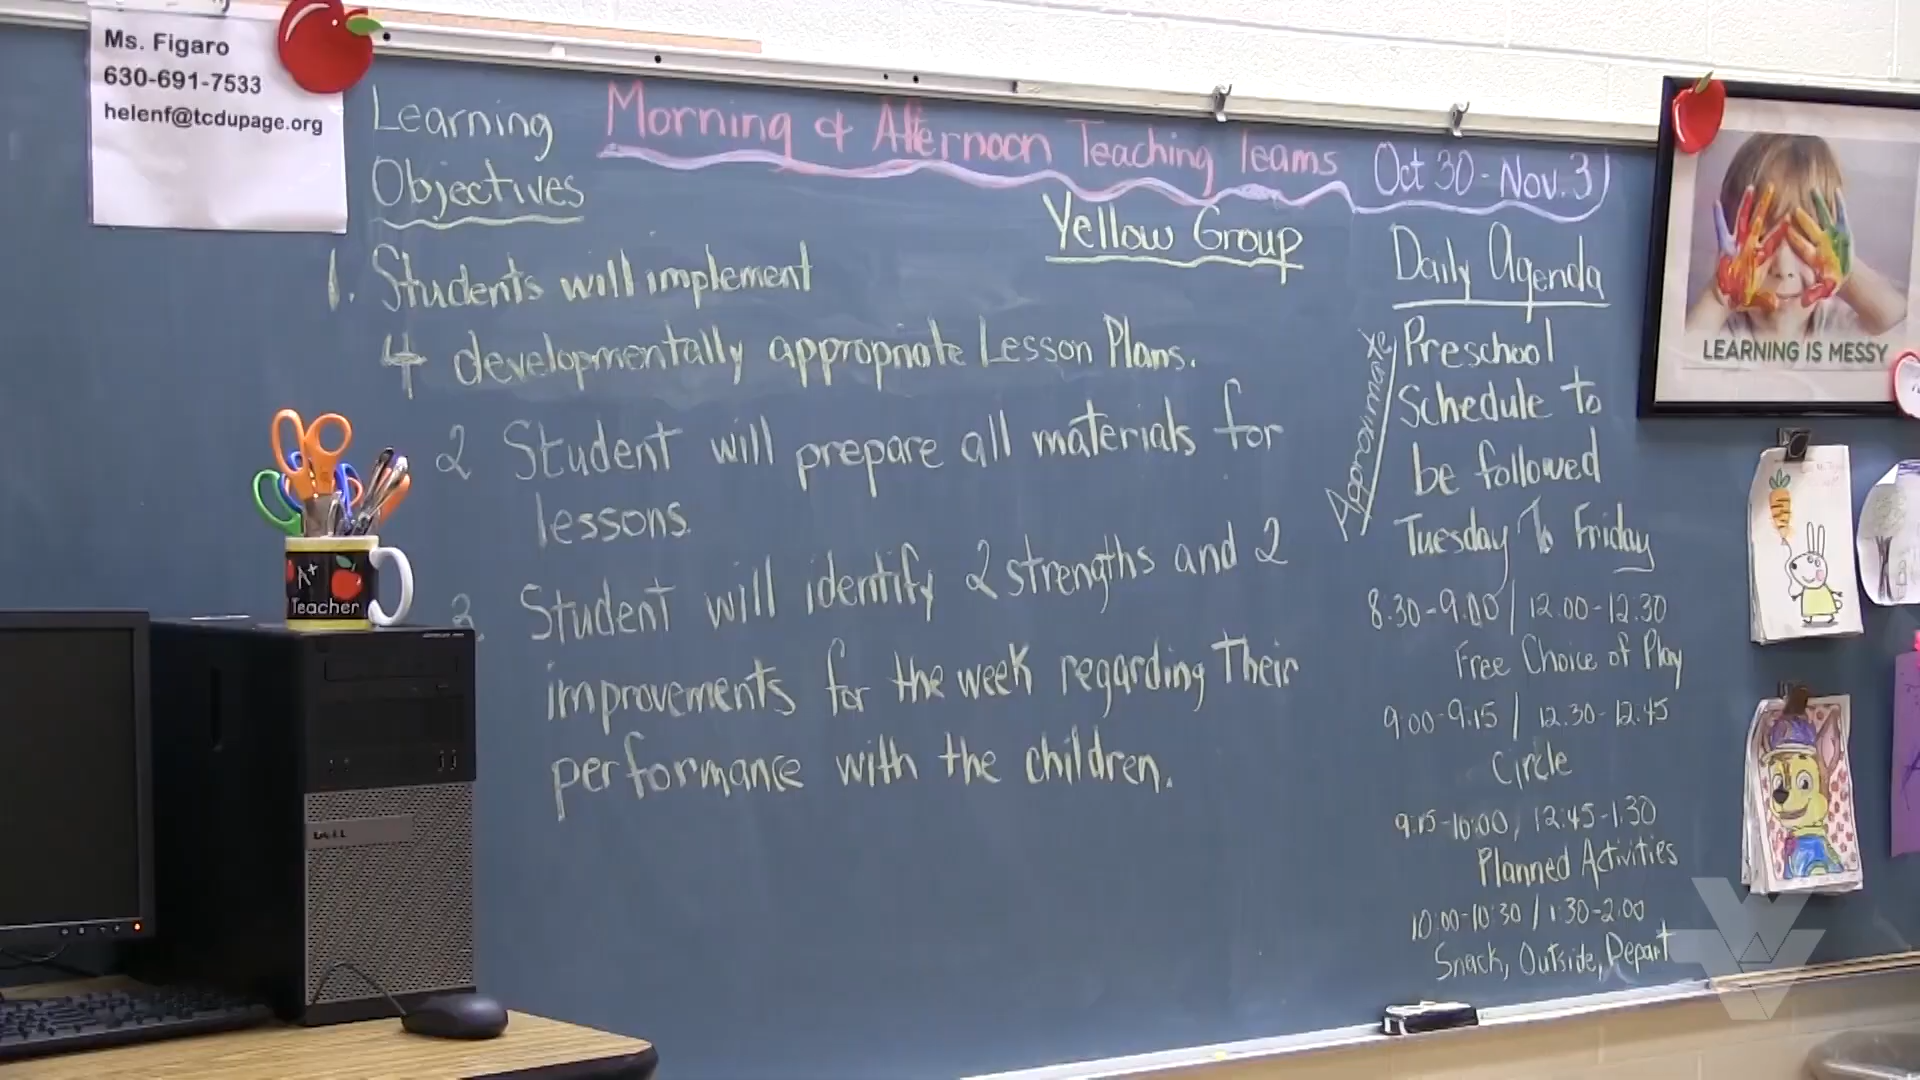 Ms. Figaro
630-691-7533
helenf@tcdupage.org
Learning
Objectives
Morning & Afternoon Teaching Teams
Oct 30 - Nov. 3
Yellow Group
1. Students will implement
4 developmentally appropriate Lesson Plans.
2 Student will prepare all materials for
lessons.
3. Student will identify 2 strengths and 2
improvements for the week regarding Their
performance with the children.
Daily Agenda
Approximate
Preschool
Schedule to
be followed
Tuesday To Friday
8.30-9.00 / 12.00-12.30
Free Choice of Play
9:00-9:15 / 12.30-12.45
Circle
9:15-10:00, 12:45-1:30
Planned Activities
10:00-10:30 / 1:30-2:00
Snack, Outside, Depart
LEARNING IS MESSY
A+
Teacher
DELL